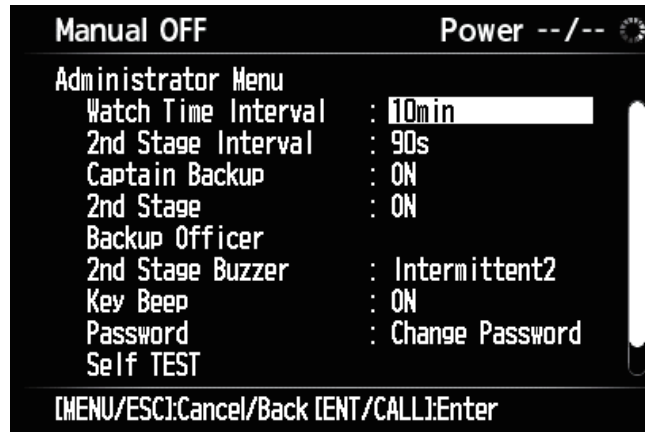 Manual OFF Power --/--
Administrator Menu
Watch Time Interval : 10min
2nd Stage Interval : 90s
Captain Backup : ON
2nd Stage : ON
Backup Officer
2nd Stage Buzzer : Intermittent2
Key Beep : ON
Password : Change Password
Self TEST
[MENU/ESC]:Cancel/Back [ENT/CALL]:Enter